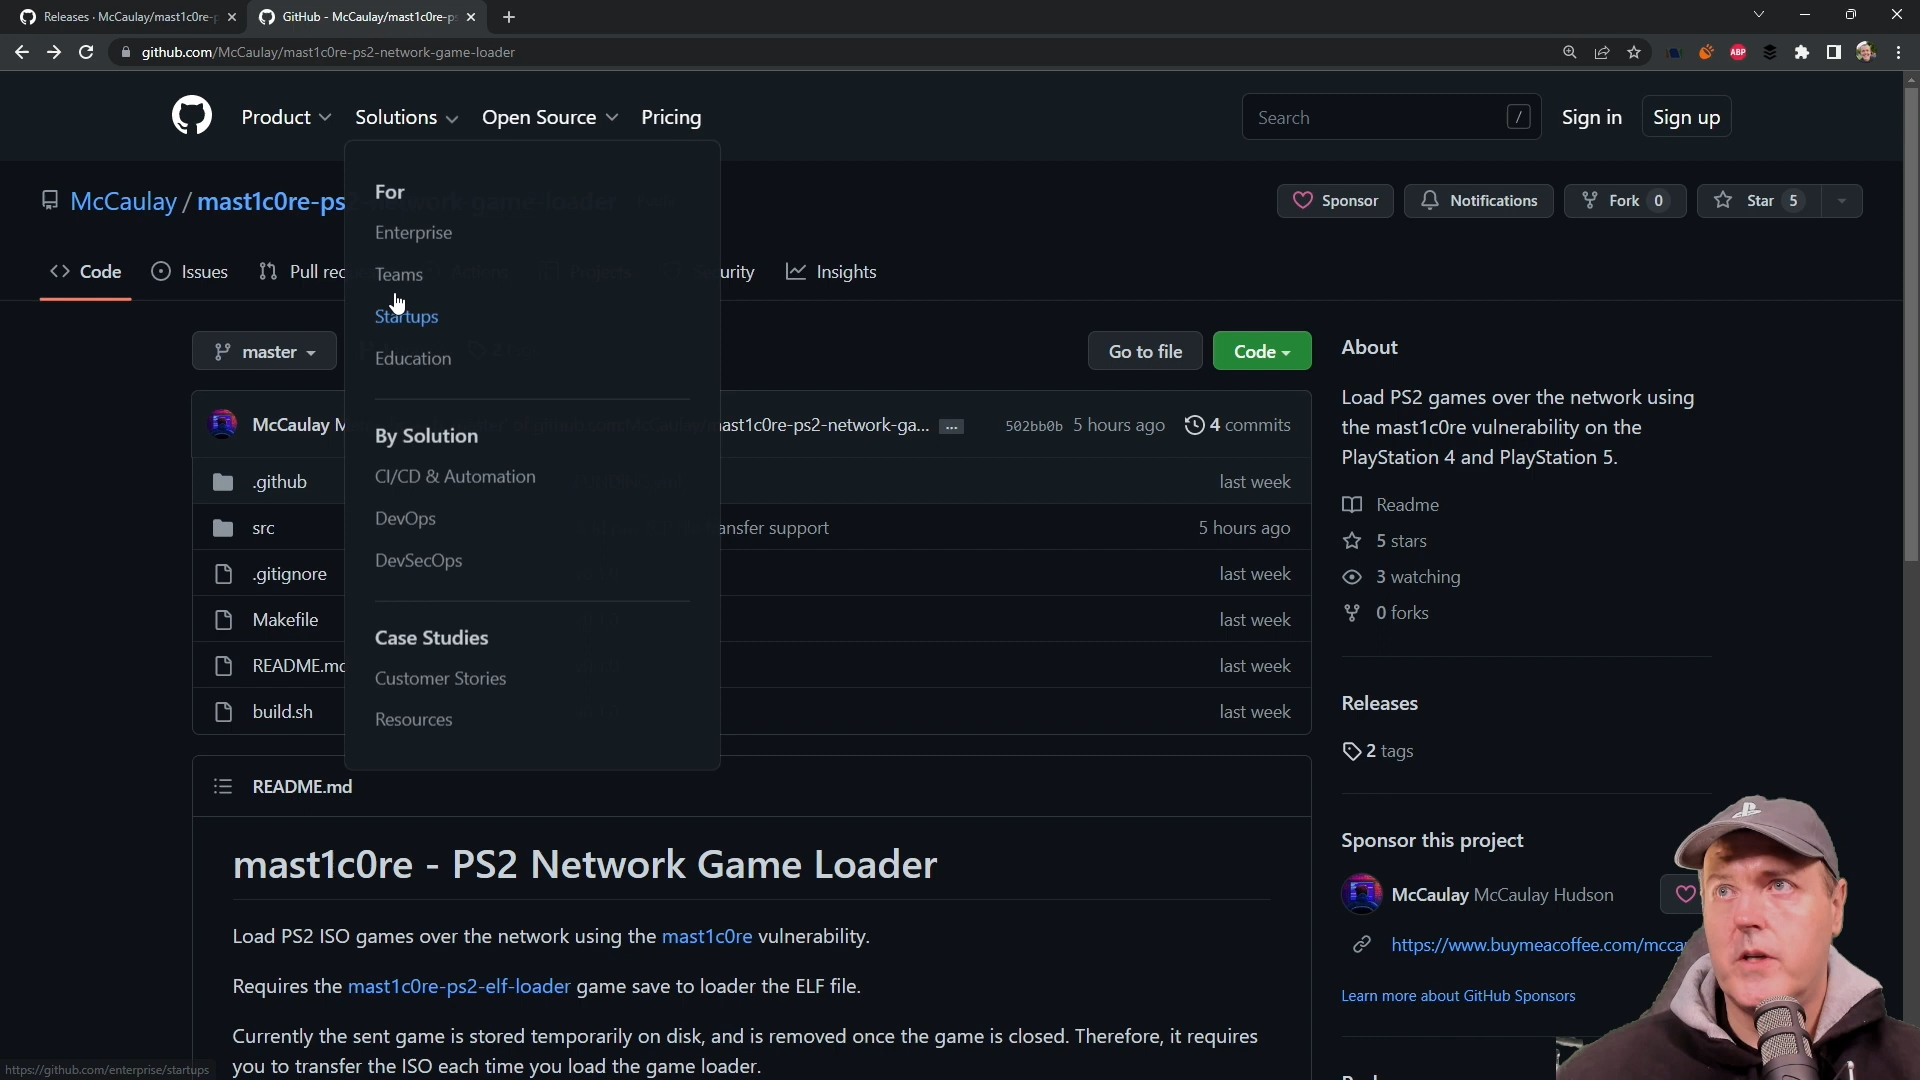 Releases · McCaulay/mast1c0re-p
GitHub - McCaulay/mast1c0re-ps
github.com/McCaulay/mast1c0re-ps2-network-game-loader
ABP
Product
Solutions
Open Source
Pricing
Search
/
Sign in
Sign up
McCaulay / mast1c0re-ps
Sponsor
Notifications
Fork 0
Star 5
Code
Issues
Pull rec
urity
Insights
For
Enterprise
Teams
Startups
Education
By Solution
CI/CD & Automation
DevOps
DevSecOps
Case Studies
Customer Stories
Resources
master
Go to file
Code
McCaulay M
ast1c0re-ps2-network-ga... ...
502bb0b 5 hours ago
4 commits
.github
last week
src
ansfer support
5 hours ago
.gitignore
last week
Makefile
last week
README.md
last week
build.sh
last week
README.md
mast1c0re - PS2 Network Game Loader
Load PS2 ISO games over the network using the mast1c0re vulnerability.
Requires the mast1c0re-ps2-elf-loader game save to loader the ELF file.
Currently the sent game is stored temporarily on disk, and is removed once the game is closed. Therefore, it requires
you to transfer the ISO each time you load the game loader.
About
Load PS2 games over the network using
the mast1c0re vulnerability on the
PlayStation 4 and PlayStation 5.
Readme
5 stars
3 watching
0 forks
Releases
2 tags
Sponsor this project
McCaulay McCaulay Hudson
https://www.buymeacoffee.com/mcca
Learn more about GitHub Sponsors
https://github.com/enterprise/startups